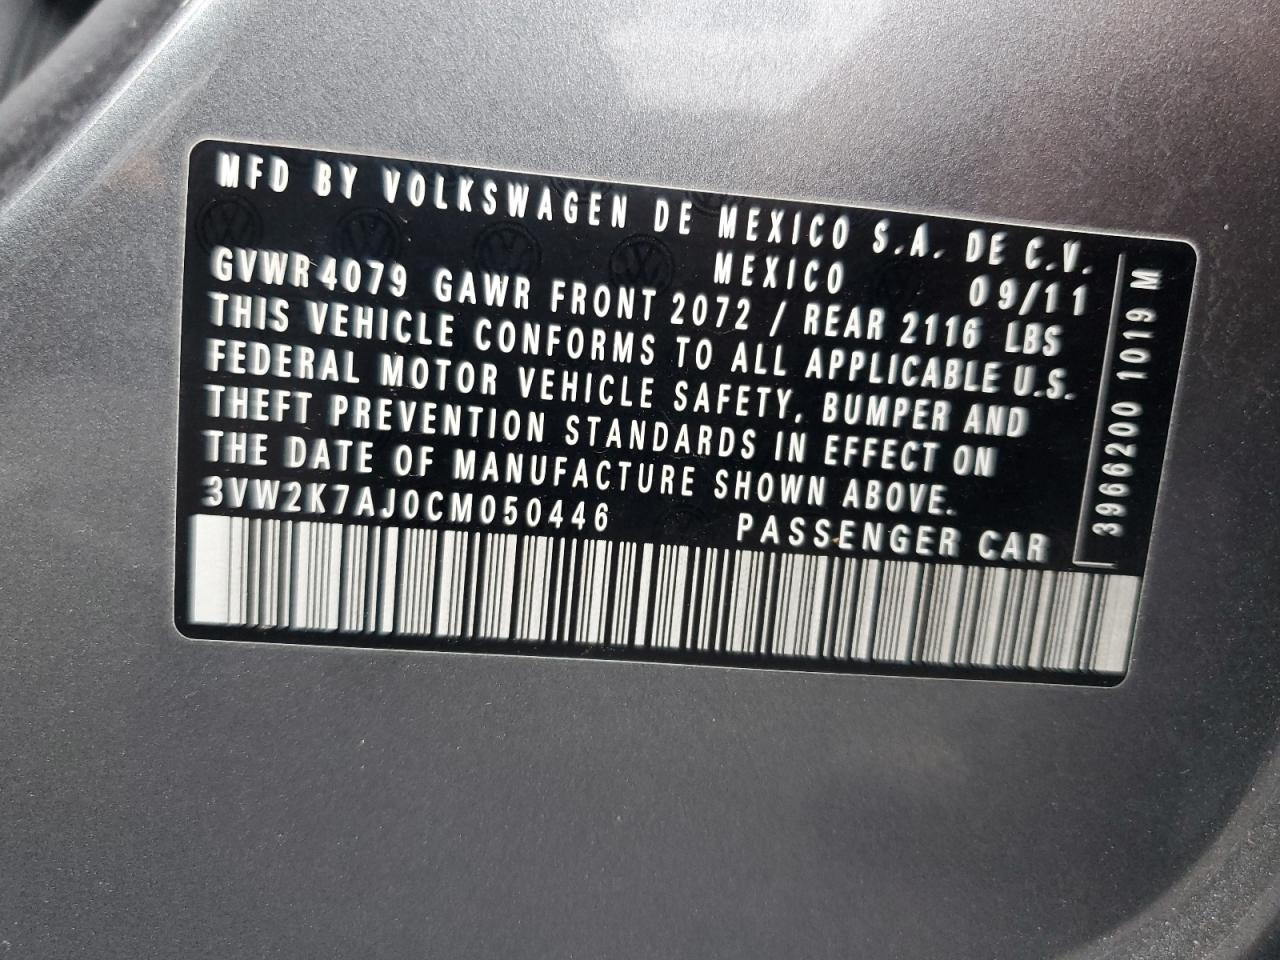 MFD BY VOLKSWAGEN DE MEXICO S.A. DE C.V.
MEXICO 09/11
GVWR 4079 GAWR FRONT 2072 / REAR 2116 LBS
THIS VEHICLE CONFORMS TO ALL APPLICABLE U.S.
FEDERAL MOTOR VEHICLE SAFETY, BUMPER AND
THEFT PREVENTION STANDARDS IN EFFECT ON
THE DATE OF MANUFACTURE SHOWN ABOVE.
3VW2K7AJ0CM050446 PASSENGER CAR
3966200 1019 M